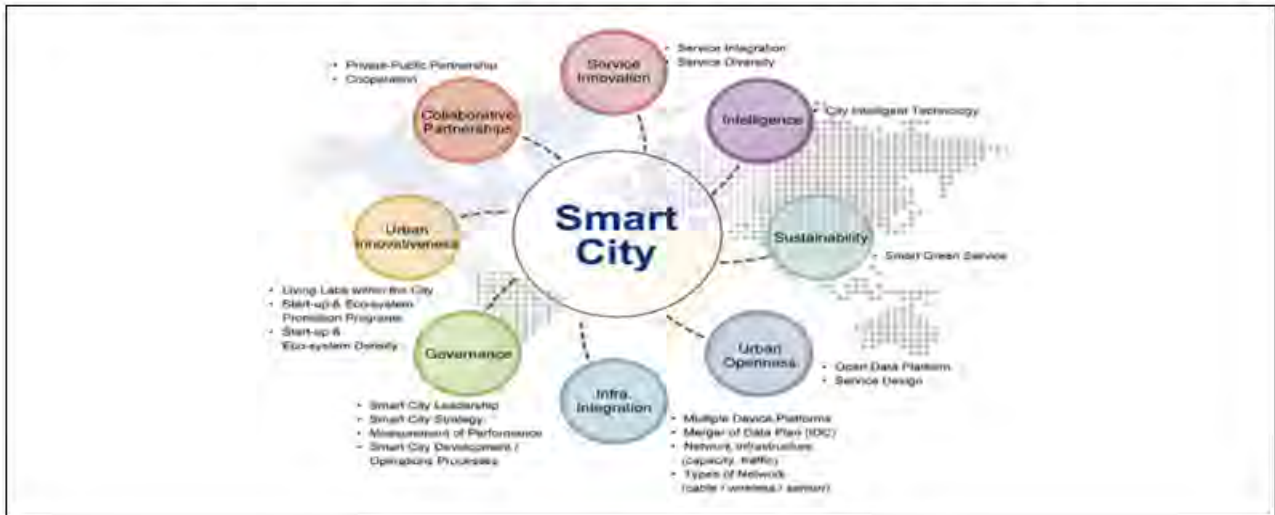 Service
Innovation
• Service Integration
• Service Diversity
Intelligence
• City Intelligent Technology
Sustainability
• Smart Green Service
Urban
Openness
• Open Data Platform
• Service Design
Infra.
Integration
• Multiple Device Platforms
• Merger of Data Plan (IDC)
• Network Infrastructure
(capacity, traffic)
• Types of Network
(cable / wireless / sensor)
Governance
• Smart City Leadership
• Smart City Strategy
• Measurement of Performance
• Smart City Development /
Operations Processes
Urban
Innovativeness
• Living Labs within the City
• Start-up & Eco-system
Promotion Programs
• Start-up &
Eco-system Density
Collaborative
Partnerships
• Private-Public Partnership
• Cooperation
Smart
City